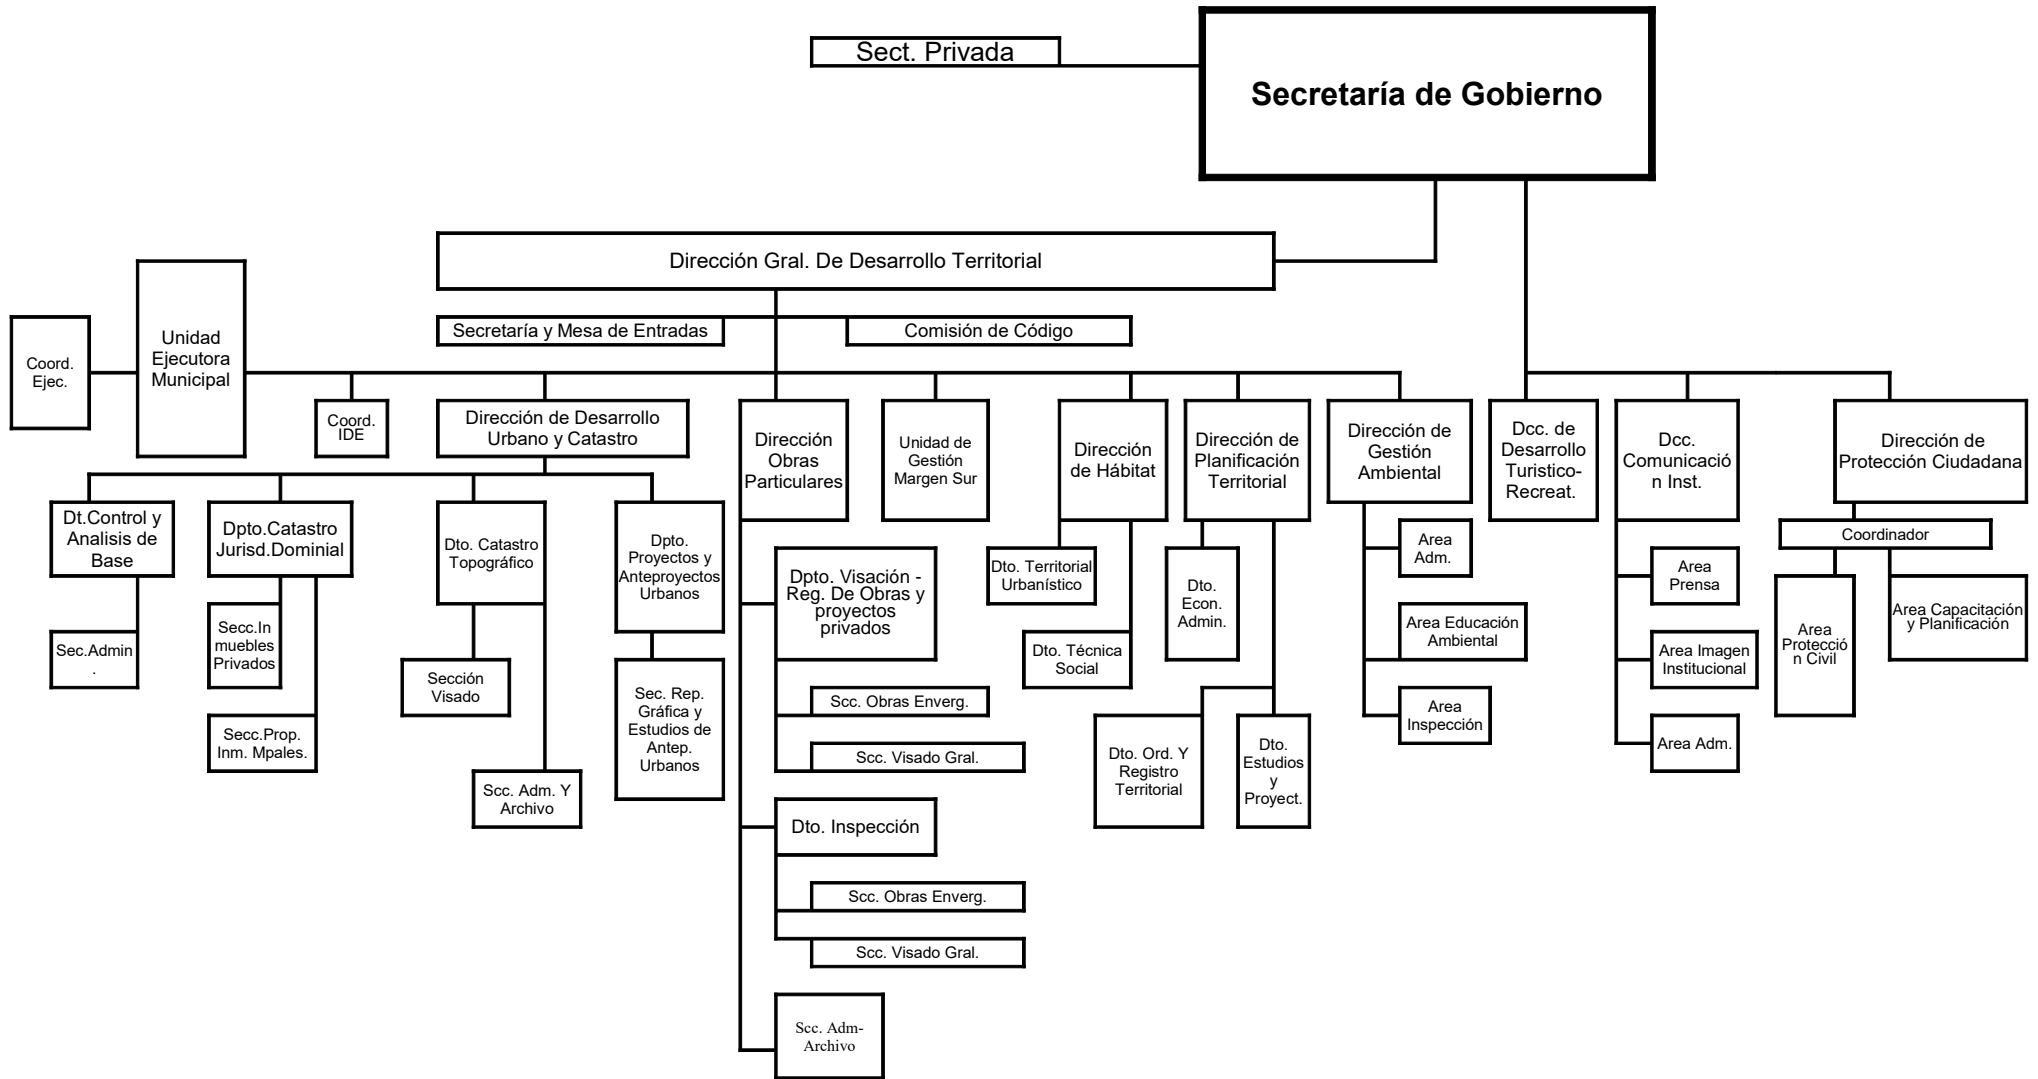 Sect. Privada
Secretaría de Gobierno
Dirección Gral. De Desarrollo Territorial
Secretaría y Mesa de Entradas
Comisión de Código
Coord.
Ejec.
Unidad
Ejecutora
Municipal
Coord.
IDE
Dirección de Desarrollo
Urbano y Catastro
Dirección
Obras
Particulares
Unidad de
Gestión
Margen Sur
Dirección
de Hábitat
Dirección de
Planificación
Territorial
Dirección de
Gestión
Ambiental
Dcc. de
Desarrollo
Turistico-
Recreat.
Dcc.
Comunicació
n Inst.
Dirección de
Protección Ciudadana
Dt.Control y
Analisis de
Base
Dpto.Catastro
Jurisd.Dominial
Dto. Catastro
Topográfico
Dpto.
Proyectos y
Anteproyectos
Urbanos
Sec.Admin
.
Secc.In
muebles
Privados
Secc.Prop.
Inm. Mpales.
Sección
Visado
Scc. Adm. Y
Archivo
Sec. Rep.
Gráfica y
Estudios de
Antep.
Urbanos
Dpto. Visación -
Reg. De Obras y
proyectos
privados
Scc. Obras Enverg.
Scc. Visado Gral.
Dto. Inspección
Scc. Obras Enverg.
Scc. Visado Gral.
Scc. Adm-
Archivo
Dto. Territorial
Urbanístico
Dto. Técnica
Social
Dto.
Econ.
Admin.
Dto. Ord. Y
Registro
Territorial
Dto.
Estudios
y
Proyect.
Area
Adm.
Area Educación
Ambiental
Area
Inspección
Area
Prensa
Area Imagen
Institucional
Area Adm.
Coordinador
Area
Protecció
n Civil
Area Capacitación
y Planificación